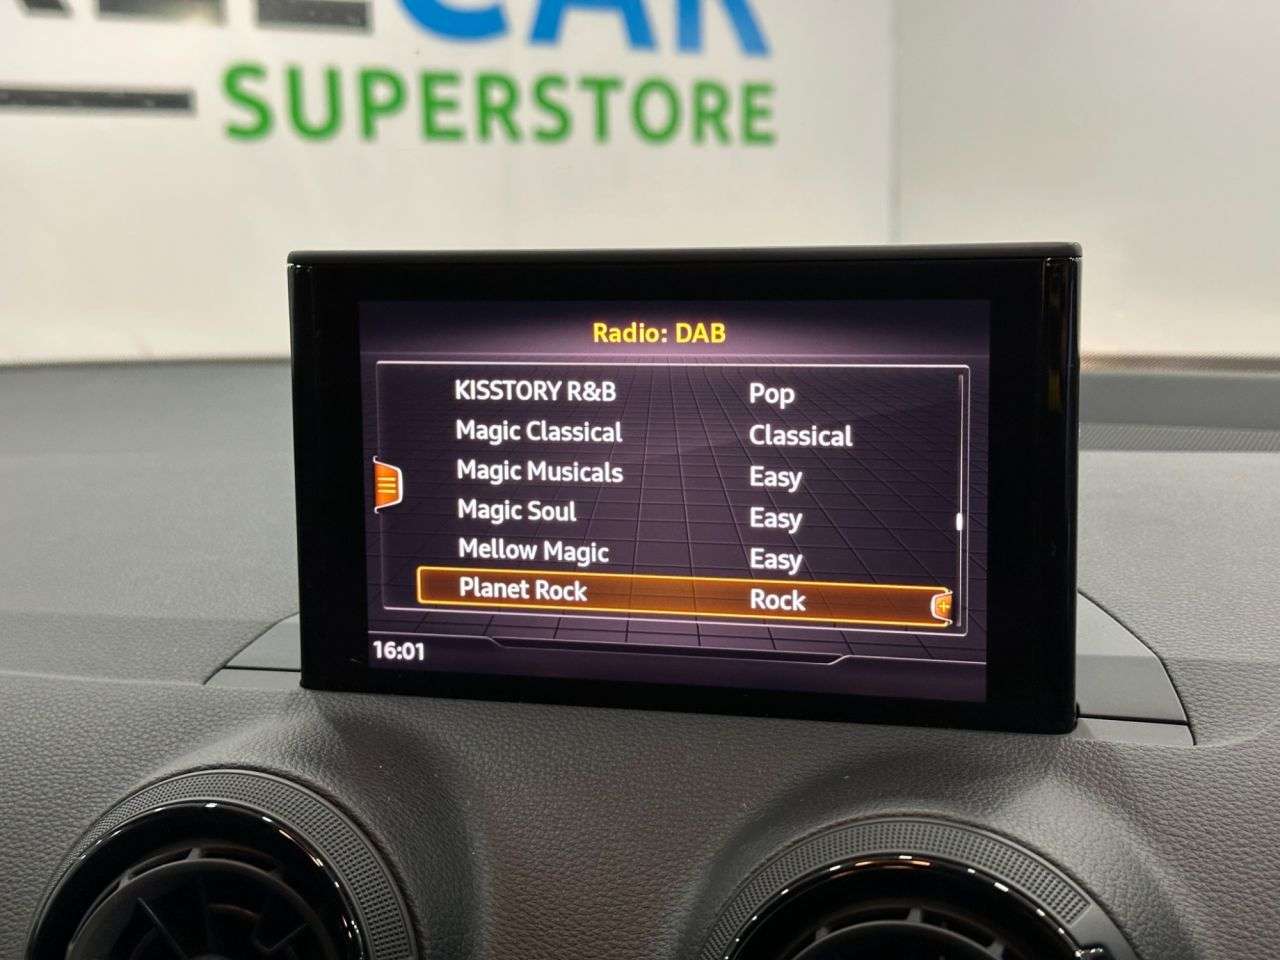 CAR
SUPERSTORE
Radio: DAB
KISSTORY R&B Pop
Magic Classical Classical
Magic Musicals Easy
Magic Soul Easy
Mellow Magic Easy
Planet Rock Rock
16:01